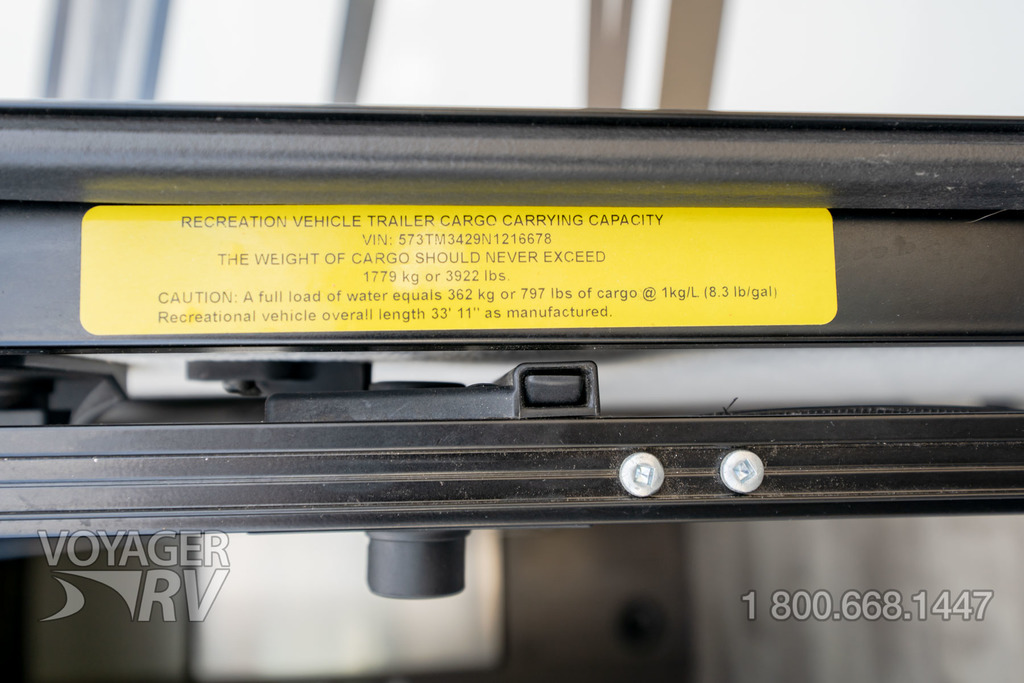 RECREATION VEHICLE TRAILER CARGO CARRYING CAPACITY
VIN: 573TM3429N1216678
THE WEIGHT OF CARGO SHOULD NEVER EXCEED
1779 kg or 3922 lbs.
CAUTION: A full load of water equals 362 kg or 797 lbs of cargo @ 1kg/L (8.3 lb/gal)
Recreational vehicle overall length 33' 11" as manufactured.
VOYAGER
RV
1 800.668.1447